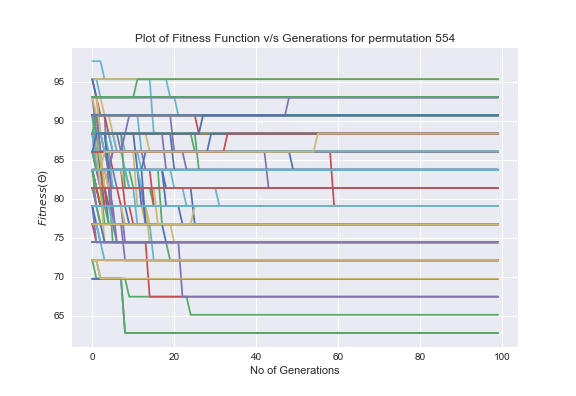 Plot of Fitness Function v/s Generations for permutation 554
Fitness(Θ)
95
90
85
80
75
70
65
0 20 40 60 80 100
No of Generations